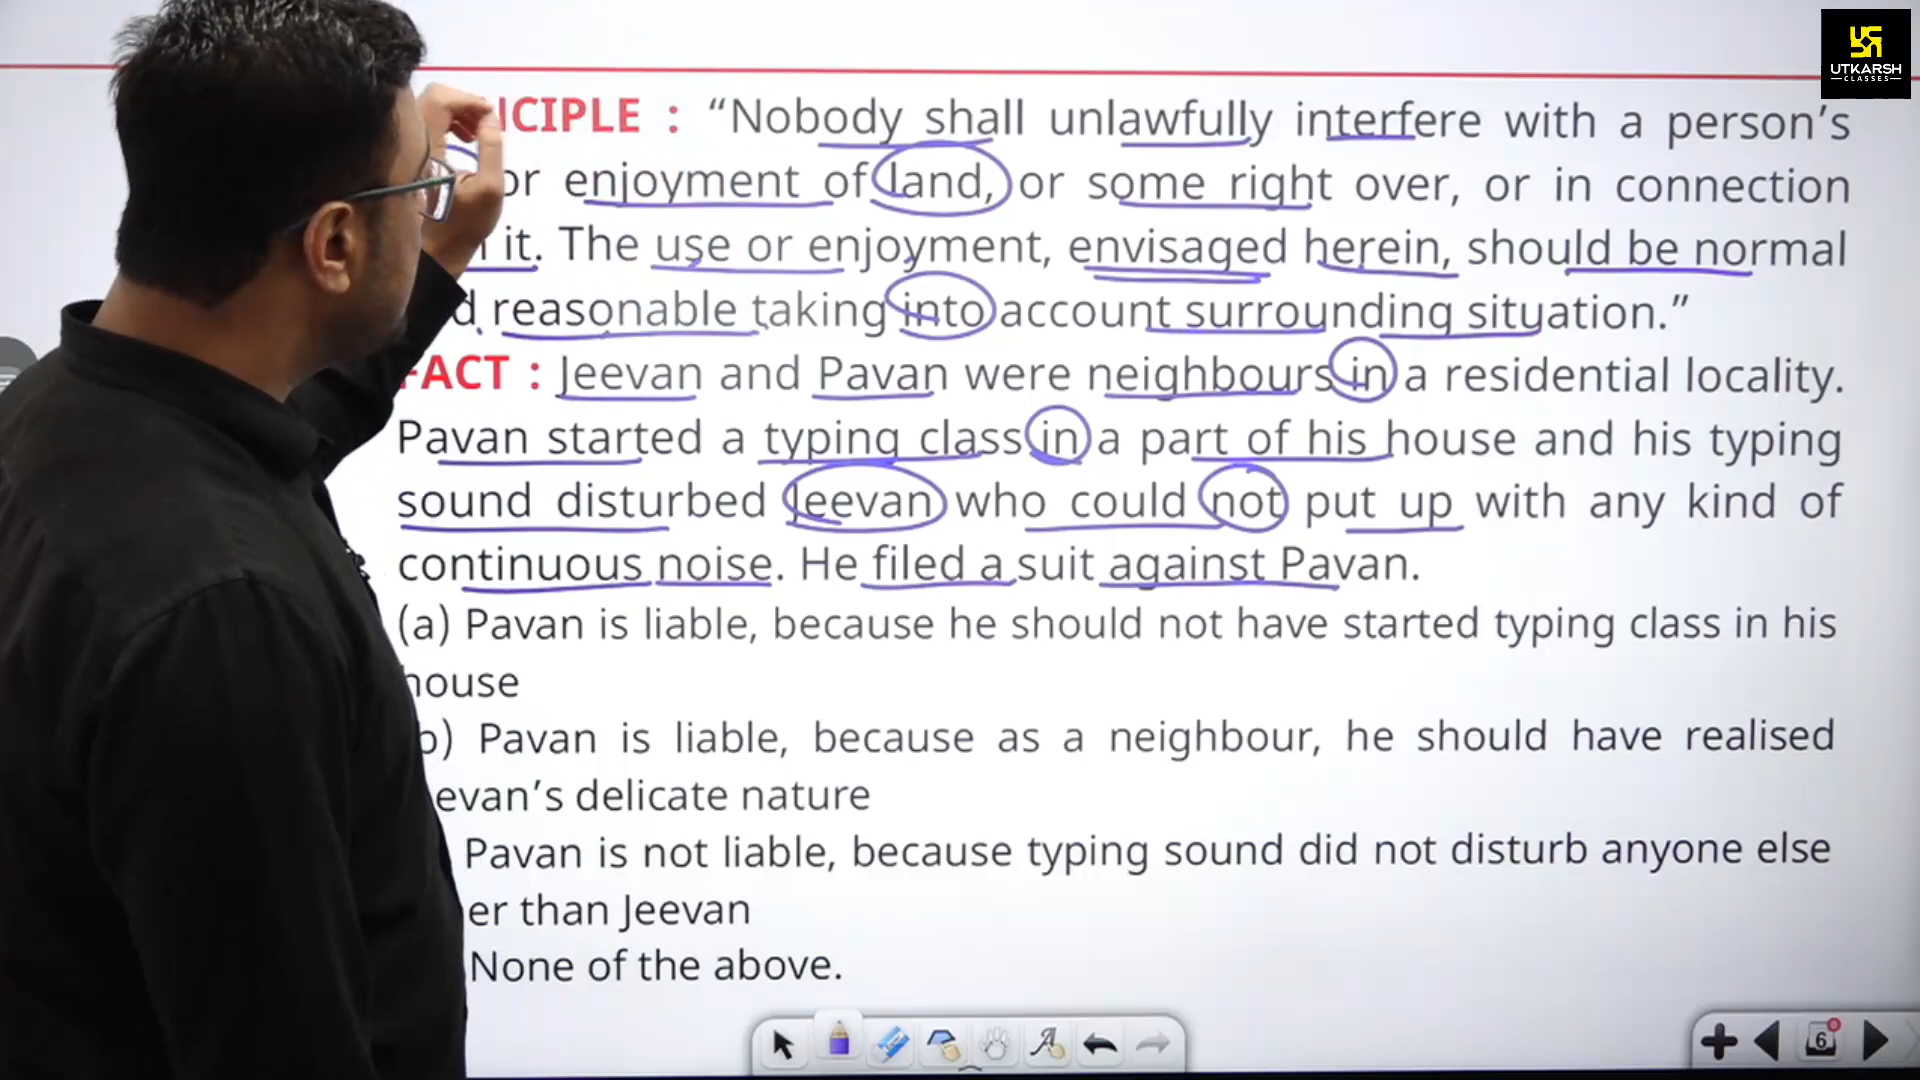 UTKARSH
CLASSES
NCIPLE : “Nobody shall unlawfully interfere with a person’s
or enjoyment of land, or some right over, or in connection
it. The use or enjoyment, envisaged herein, should be normal
reasonable taking into account surrounding situation.”
FACT : Jeevan and Pavan were neighbours in a residential locality.
Pavan started a typing class in a part of his house and his typing
sound disturbed Jeevan who could not put up with any kind of
continuous noise. He filed a suit against Pavan.
(a) Pavan is liable, because he should not have started typing class in his
house
b) Pavan is liable, because as a neighbour, he should have realised
evan’s delicate nature
Pavan is not liable, because typing sound did not disturb anyone else
er than Jeevan
None of the above.
6